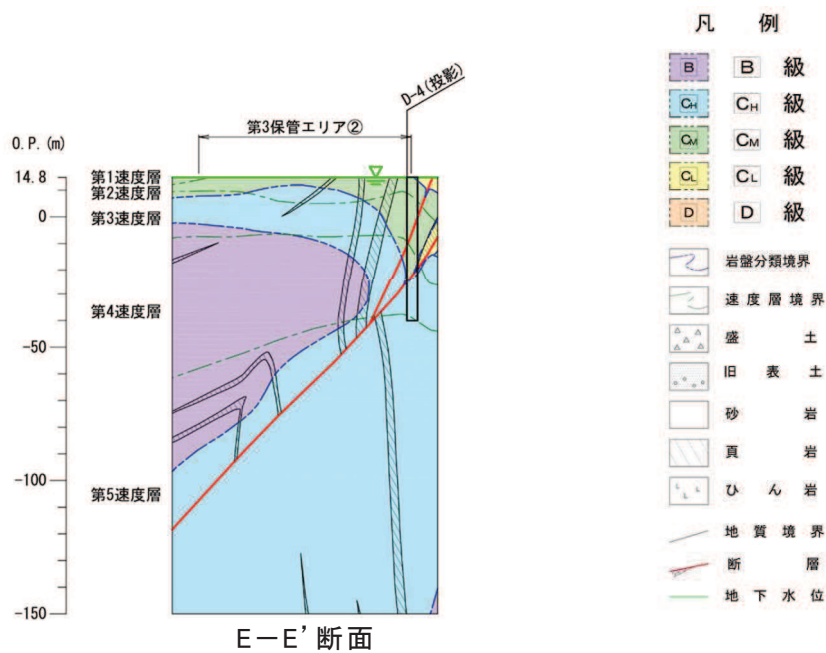 凡 例
B B 級
CH CH 級
CM CM 級
CL CL 級
D D 級
岩盤分類境界
速度層境界
盛土
旧表土
砂岩
頁岩
ひん岩
地質境界
断層
地下水位
D-4(投影)
第3保管エリア②
O.P.(m)
14.8
0
-50
-100
-150
第1速度層
第2速度層
第3速度層
第4速度層
第5速度層
E－E’断面